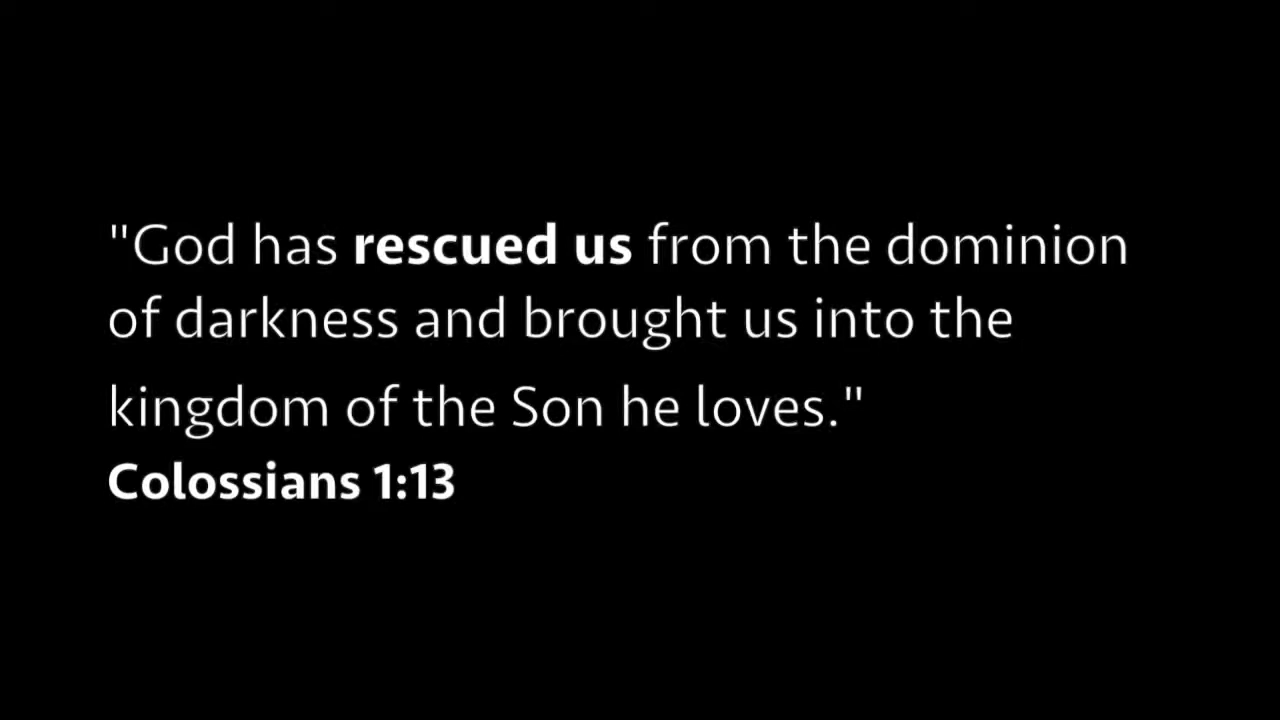 "God has rescued us from the dominion
of darkness and brought us into the
kingdom of the Son he loves."
Colossians 1:13